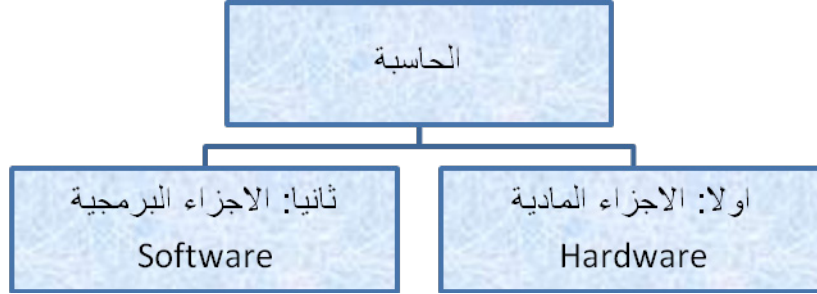 الحاسبة
اولا: الاجزاء المادية
Hardware
ثانيا: الاجزاء البرمجية
Software